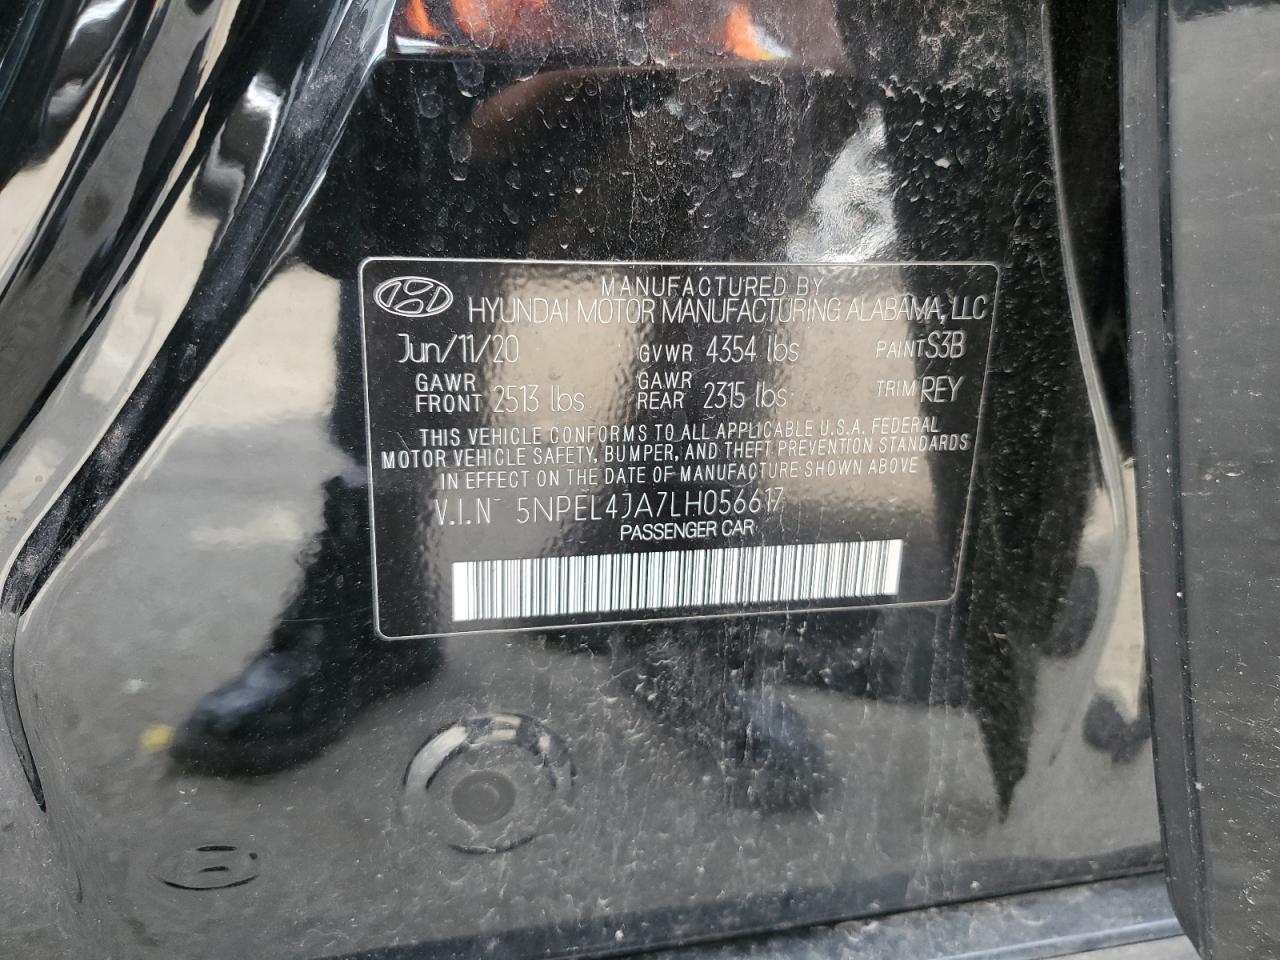 MANUFACTURED BY
HYUNDAI MOTOR MANUFACTURING ALABAMA, LLC
Jun/11/20 GVWR 4354 lbs PAINT S3B
GAWR FRONT 2513 lbs GAWR REAR 2315 lbs TRIM REY
THIS VEHICLE CONFORMS TO ALL APPLICABLE U.S.A. FEDERAL
MOTOR VEHICLE SAFETY, BUMPER, AND THEFT PREVENTION STANDARDS
IN EFFECT ON THE DATE OF MANUFACTURE SHOWN ABOVE
V.I.N- 5NPEL4JA7LH056617
PASSENGER CAR